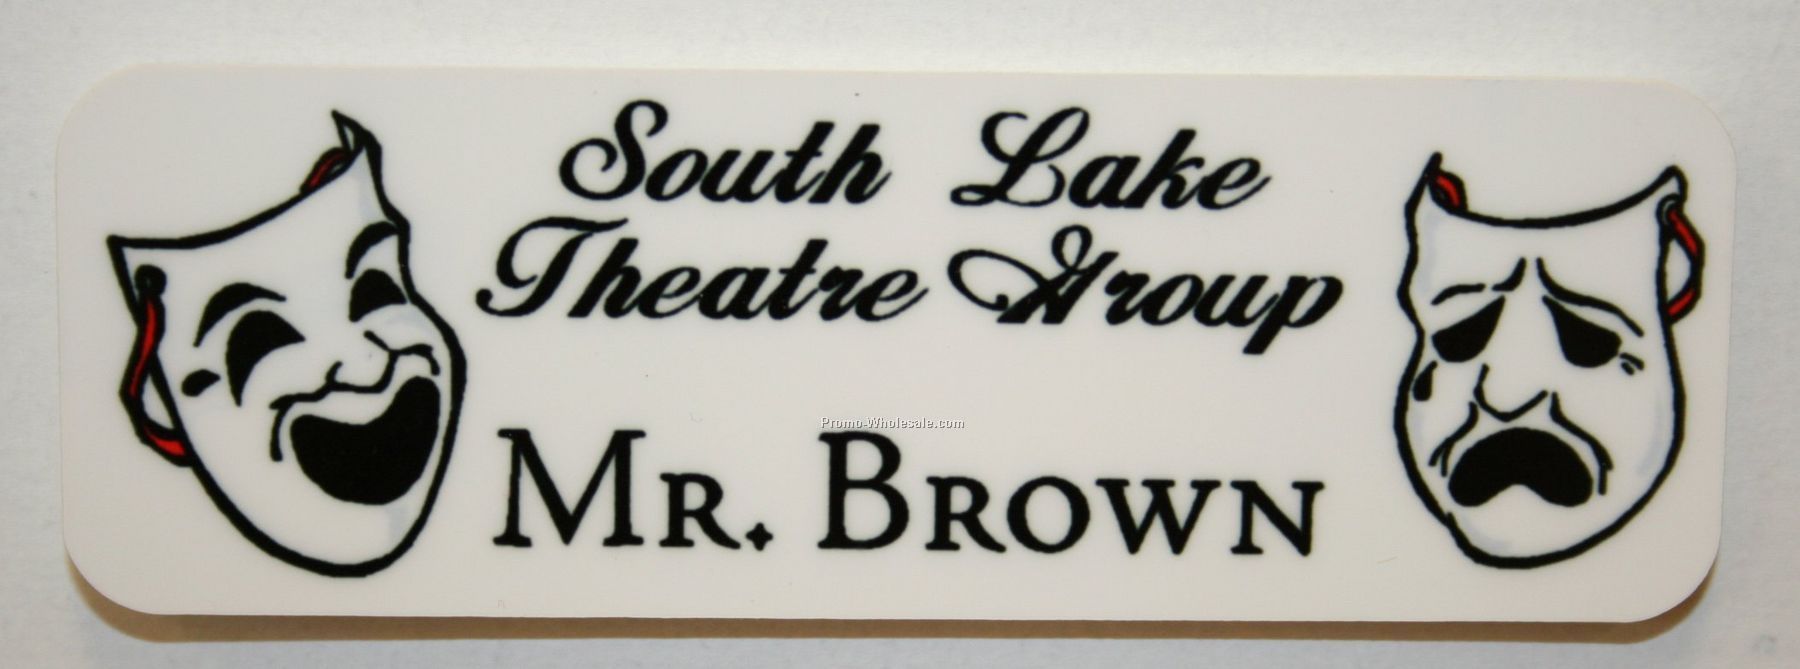 South Lake
Theatre Group
Promo-Wholesale.com
Mr. Brown